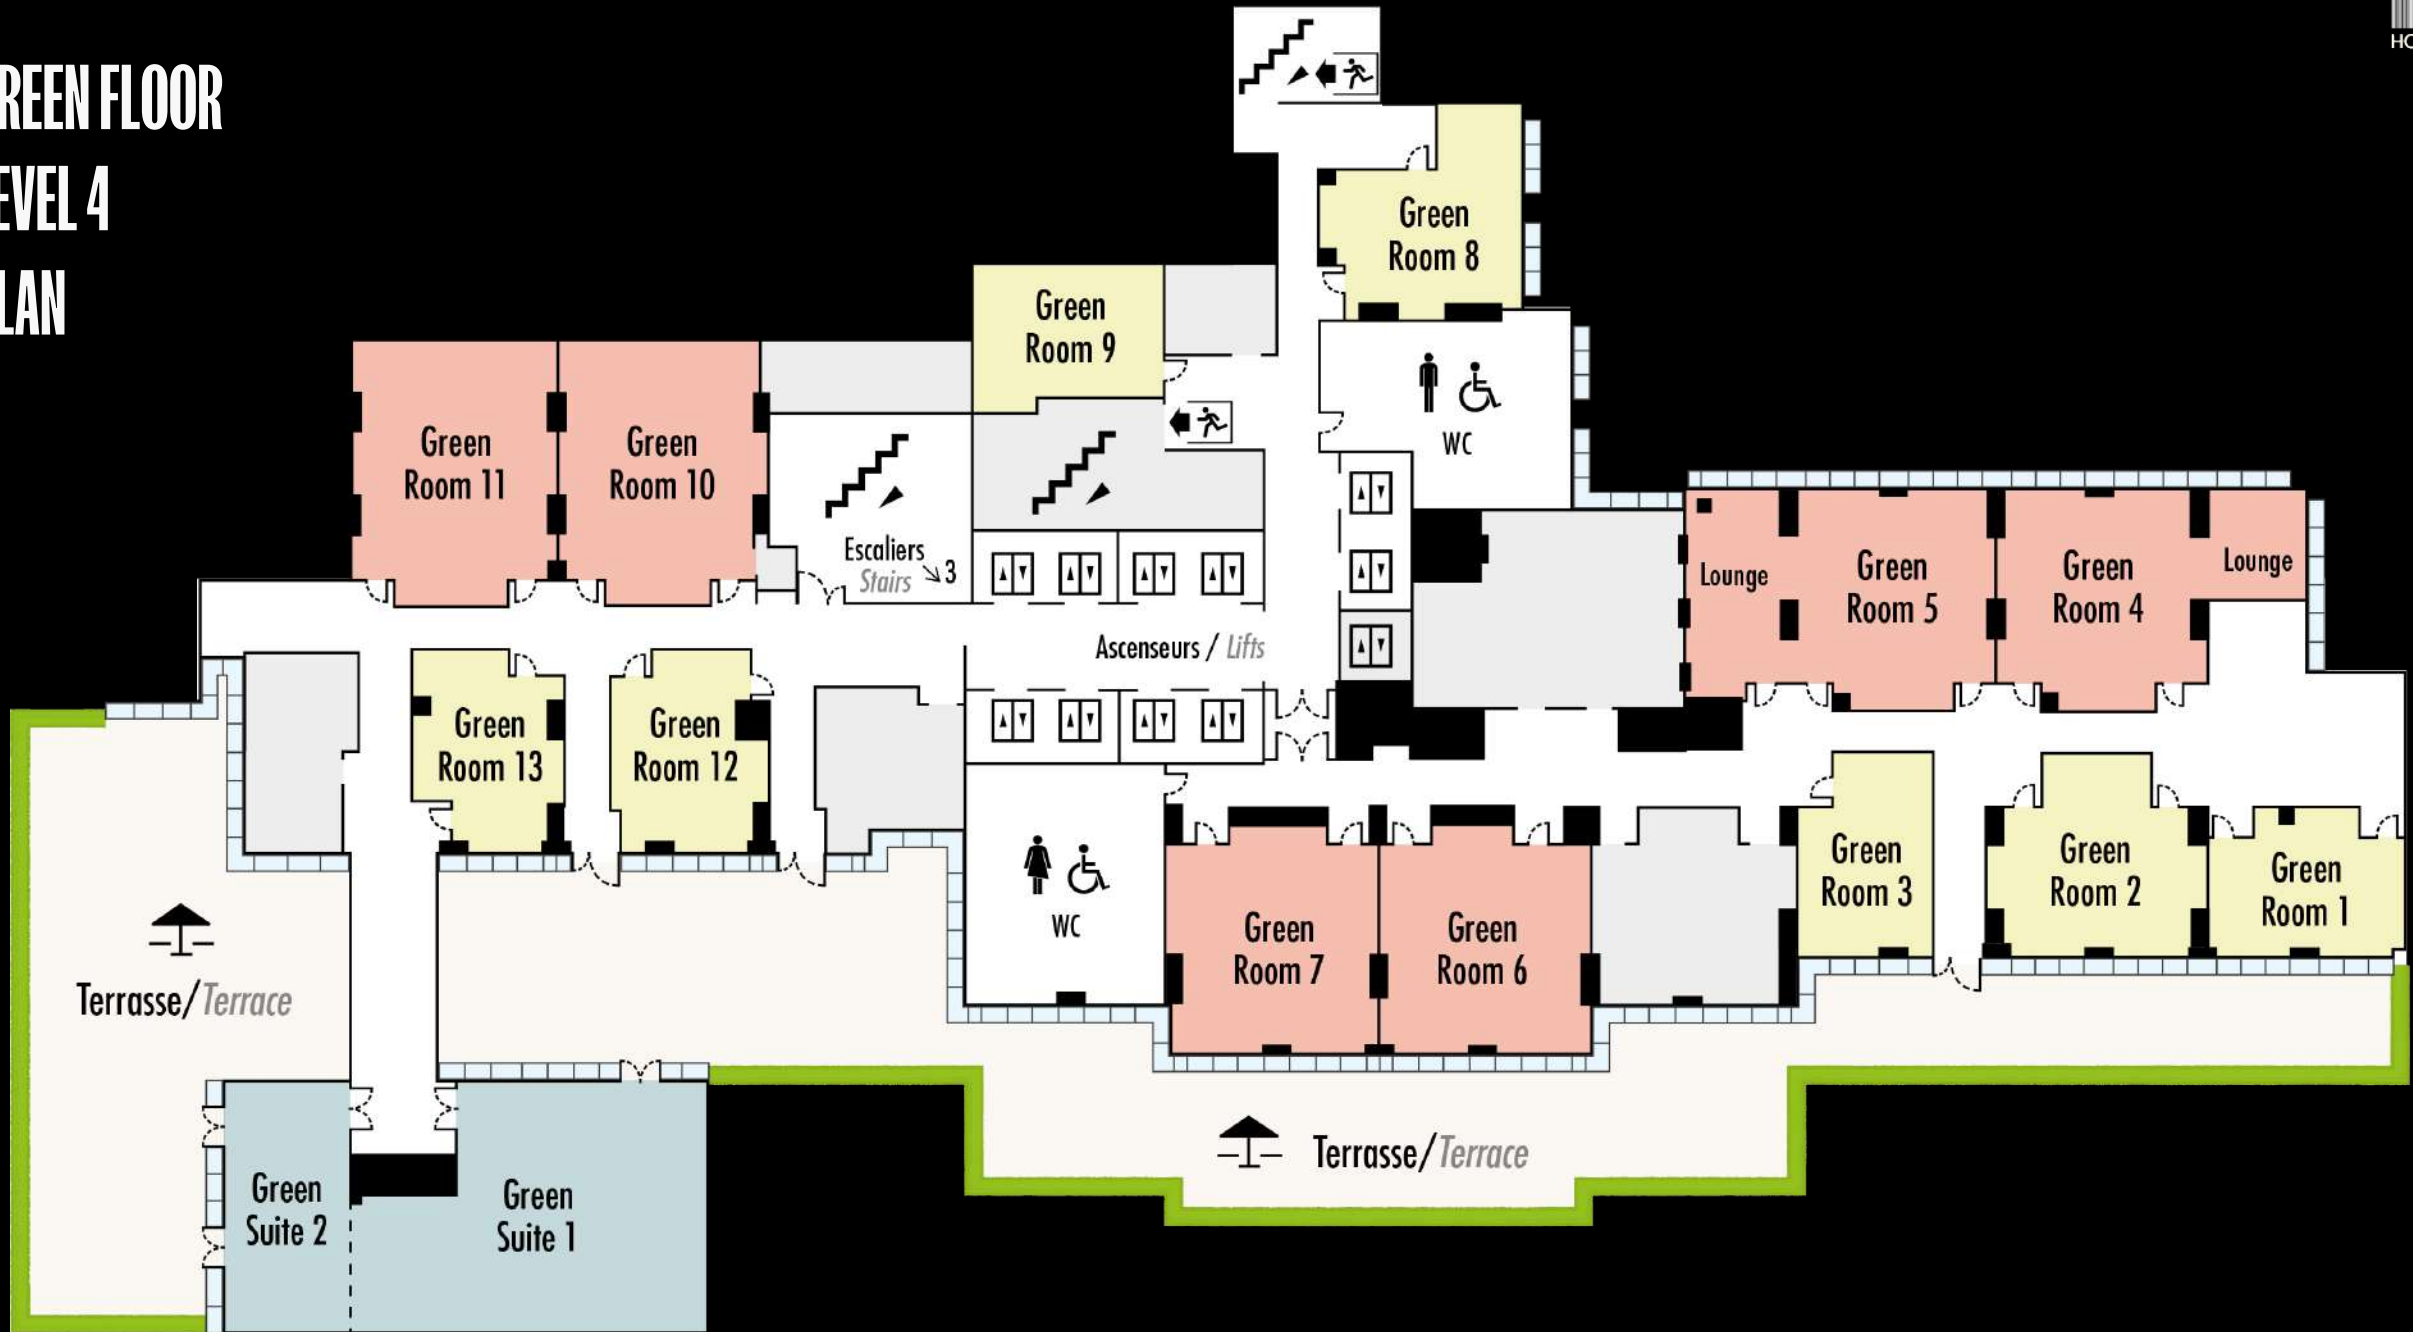 REEN FLOOR
EVEL 4
LAN
HO
Green
Room 8
Green
Room 9
WC
Green
Room 11
Green
Room 10
Escaliers
Stairs ↘3
Ascenseurs / Lifts
Lounge
Green
Room 5
Green
Room 4
Lounge
Green
Room 13
Green
Room 12
WC
Green
Room 7
Green
Room 6
Green
Room 3
Green
Room 2
Green
Room 1
Terrasse/Terrace
Terrasse/Terrace
Green
Suite 2
Green
Suite 1